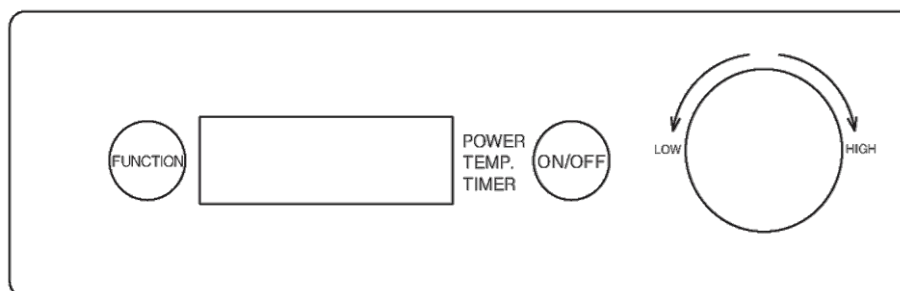 FUNCTION
POWER
TEMP.
TIMER
ON/OFF
LOW
HIGH